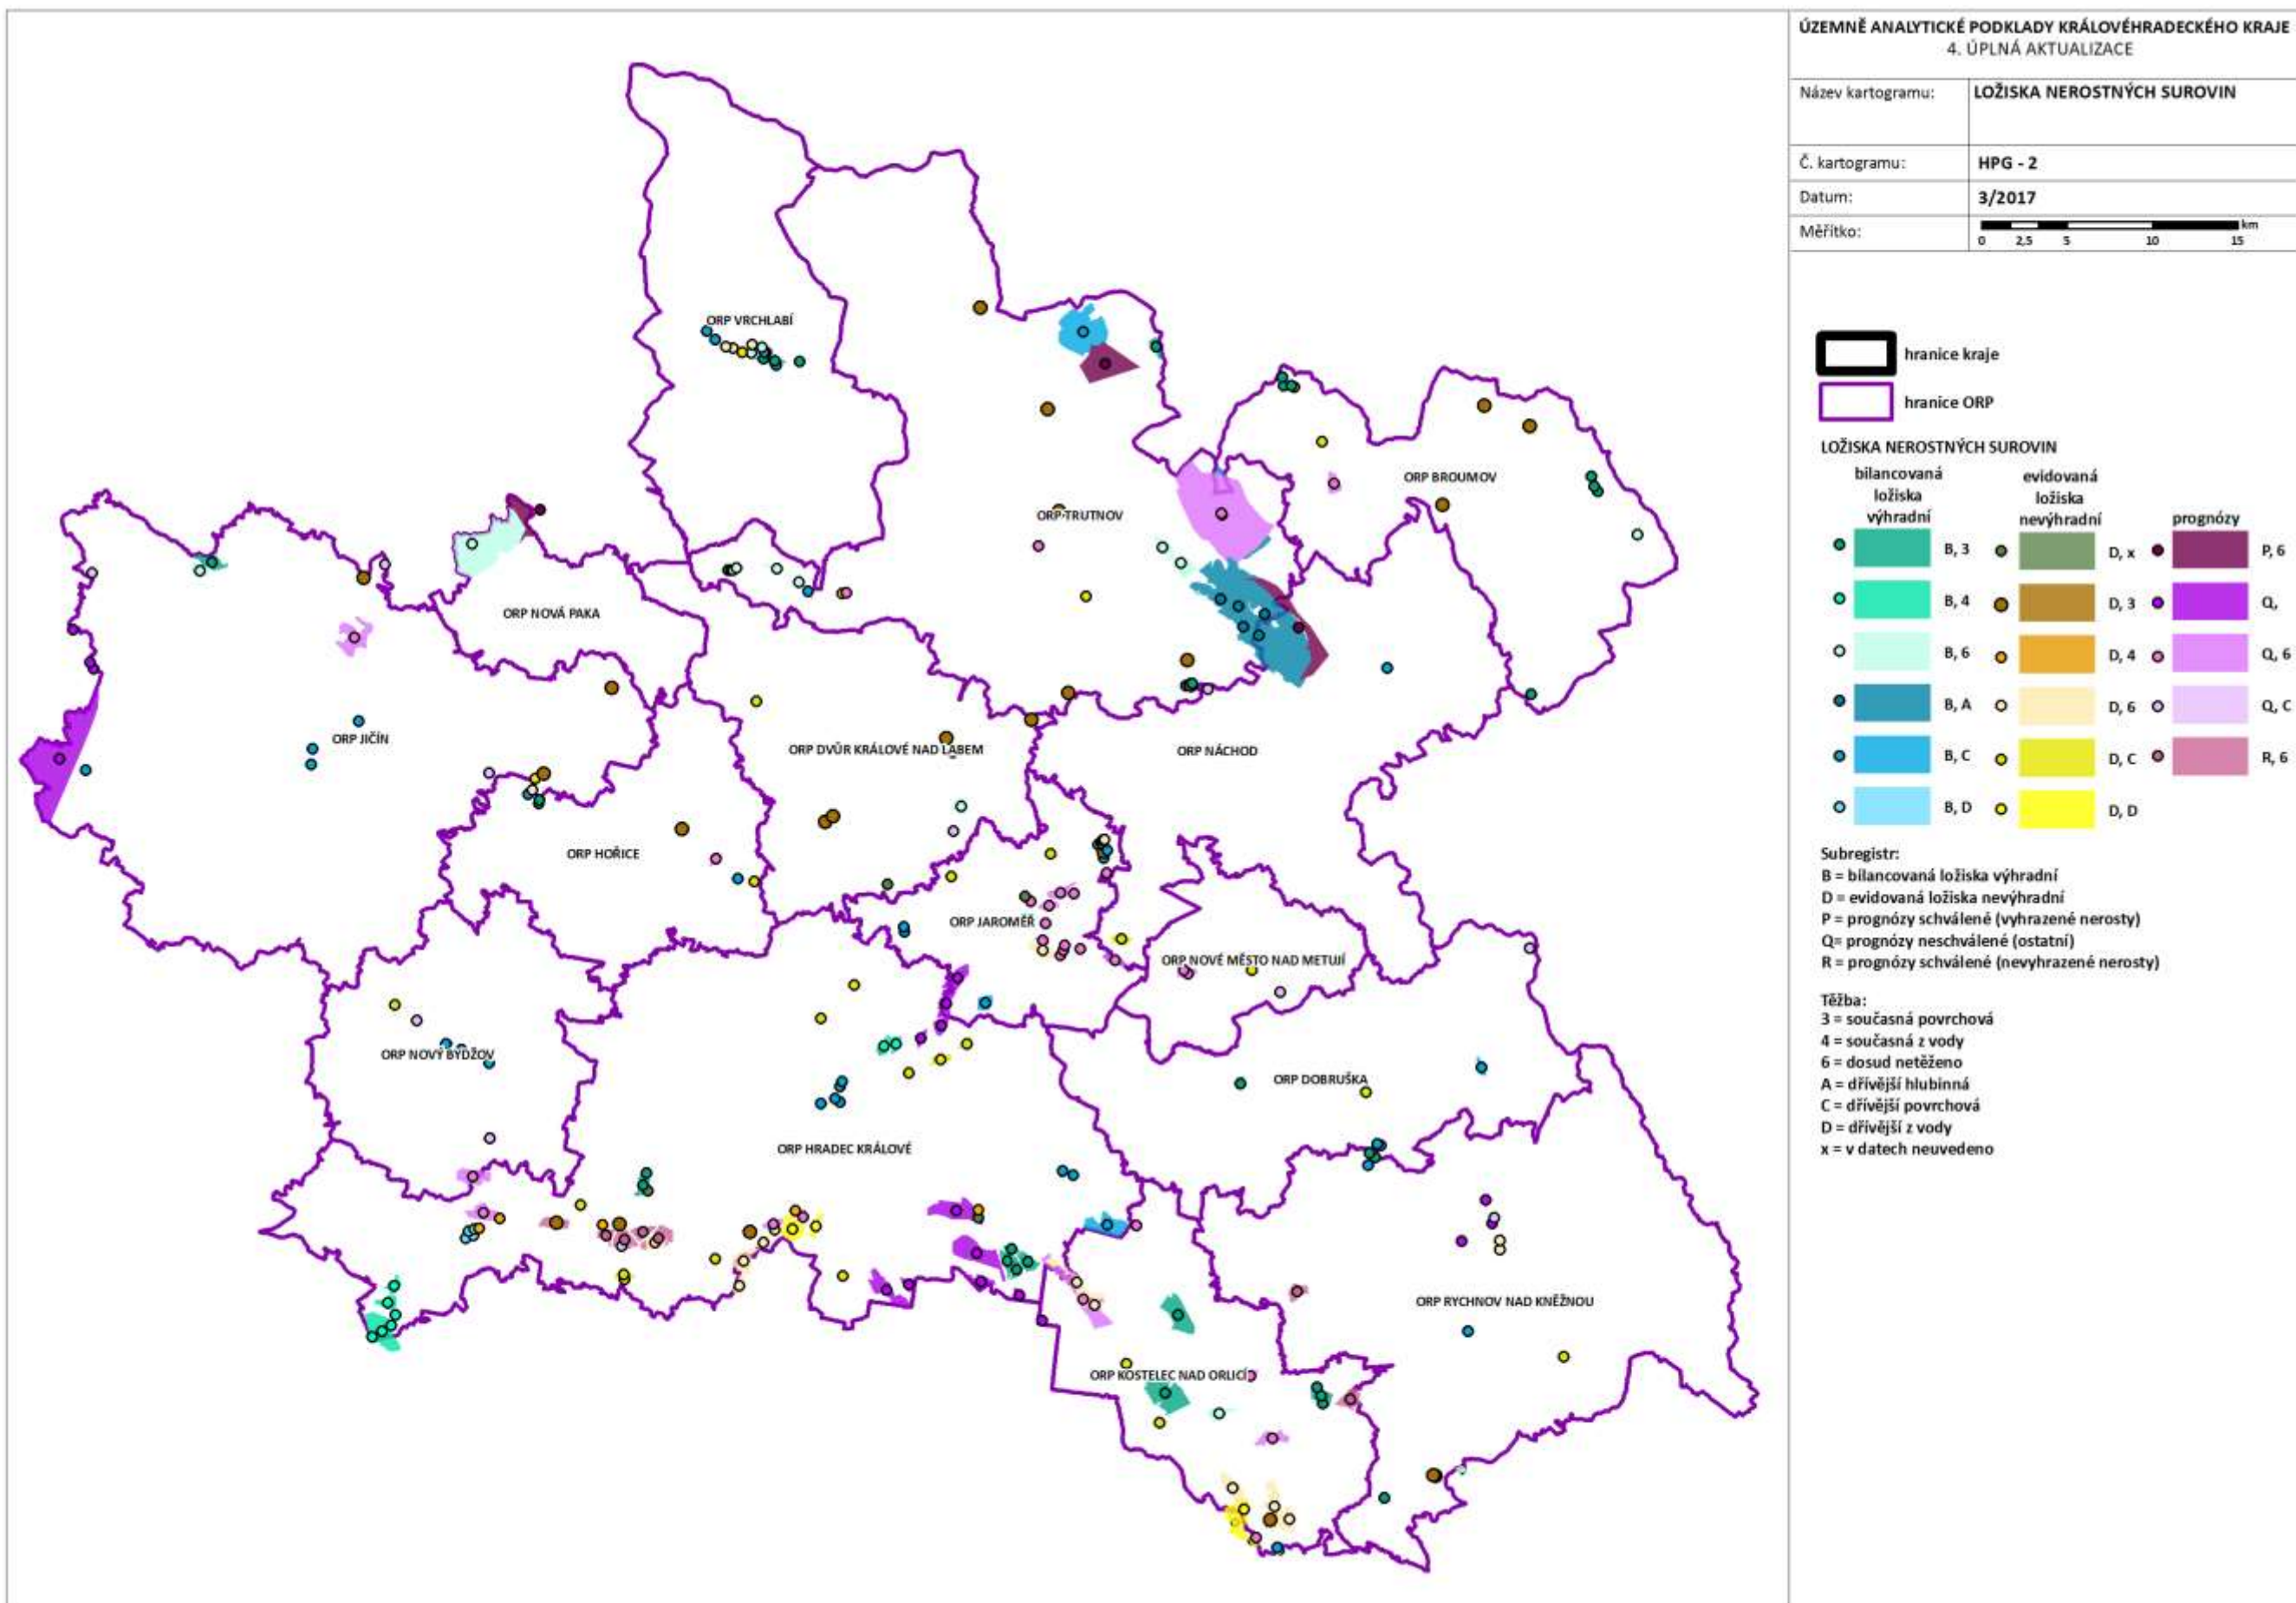 ÚZEMNĚ ANALYTICKÉ PODKLADY KRÁLOVÉHRADECKÉHO KRAJE
4. ÚPLNÁ AKTUALIZACE
Název kartogramu: LOŽISKA NEROSTNÝCH SUROVIN
Č. kartogramu: HPG - 2
Datum: 3/2017
Měřítko: km
0 2,5 5 10 15
hranice kraje
hranice ORP
LOŽISKA NEROSTNÝCH SUROVIN
bilancovaná ložiska výhradní
evidovaná ložiska nevýhradní
prognózy
B, 3 D, x P, 6
B, 4 D, 3 Q,
B, 6 D, 4 Q, 6
B, A D, 6 Q, C
B, C D, C R, 6
B, D D, D
Subregistr:
B = bilancovaná ložiska výhradní
D = evidovaná ložiska nevýhradní
P = prognózy schválené (vyhrazené nerosty)
Q= prognózy neschválené (ostatní)
R = prognózy schválené (nevyhrazené nerosty)
Těžba:
3 = současná povrchová
4 = současná z vody
6 = dosud netěženo
A = dřívější hlubinná
C = dřívější povrchová
D = dřívější z vody
x = v datech neuvedeno
ORP VRCHLABÍ
ORP BROUMOV
ORP TRUTNOV
ORP NOVÁ PAKA
ORP JIČÍN
ORP DVŮR KRÁLOVÉ NAD LABEM
ORP NÁCHOD
ORP HOŘICE
ORP JAROMĚŘ
ORP NOVÉ MĚSTO NAD METUJÍ
ORP NOVÝ BYDŽOV
ORP DOBRUŠKA
ORP HRADEC KRÁLOVÉ
ORP RYCHNOV NAD KNĚŽNOU
ORP KOSTELEC NAD ORLICÍ